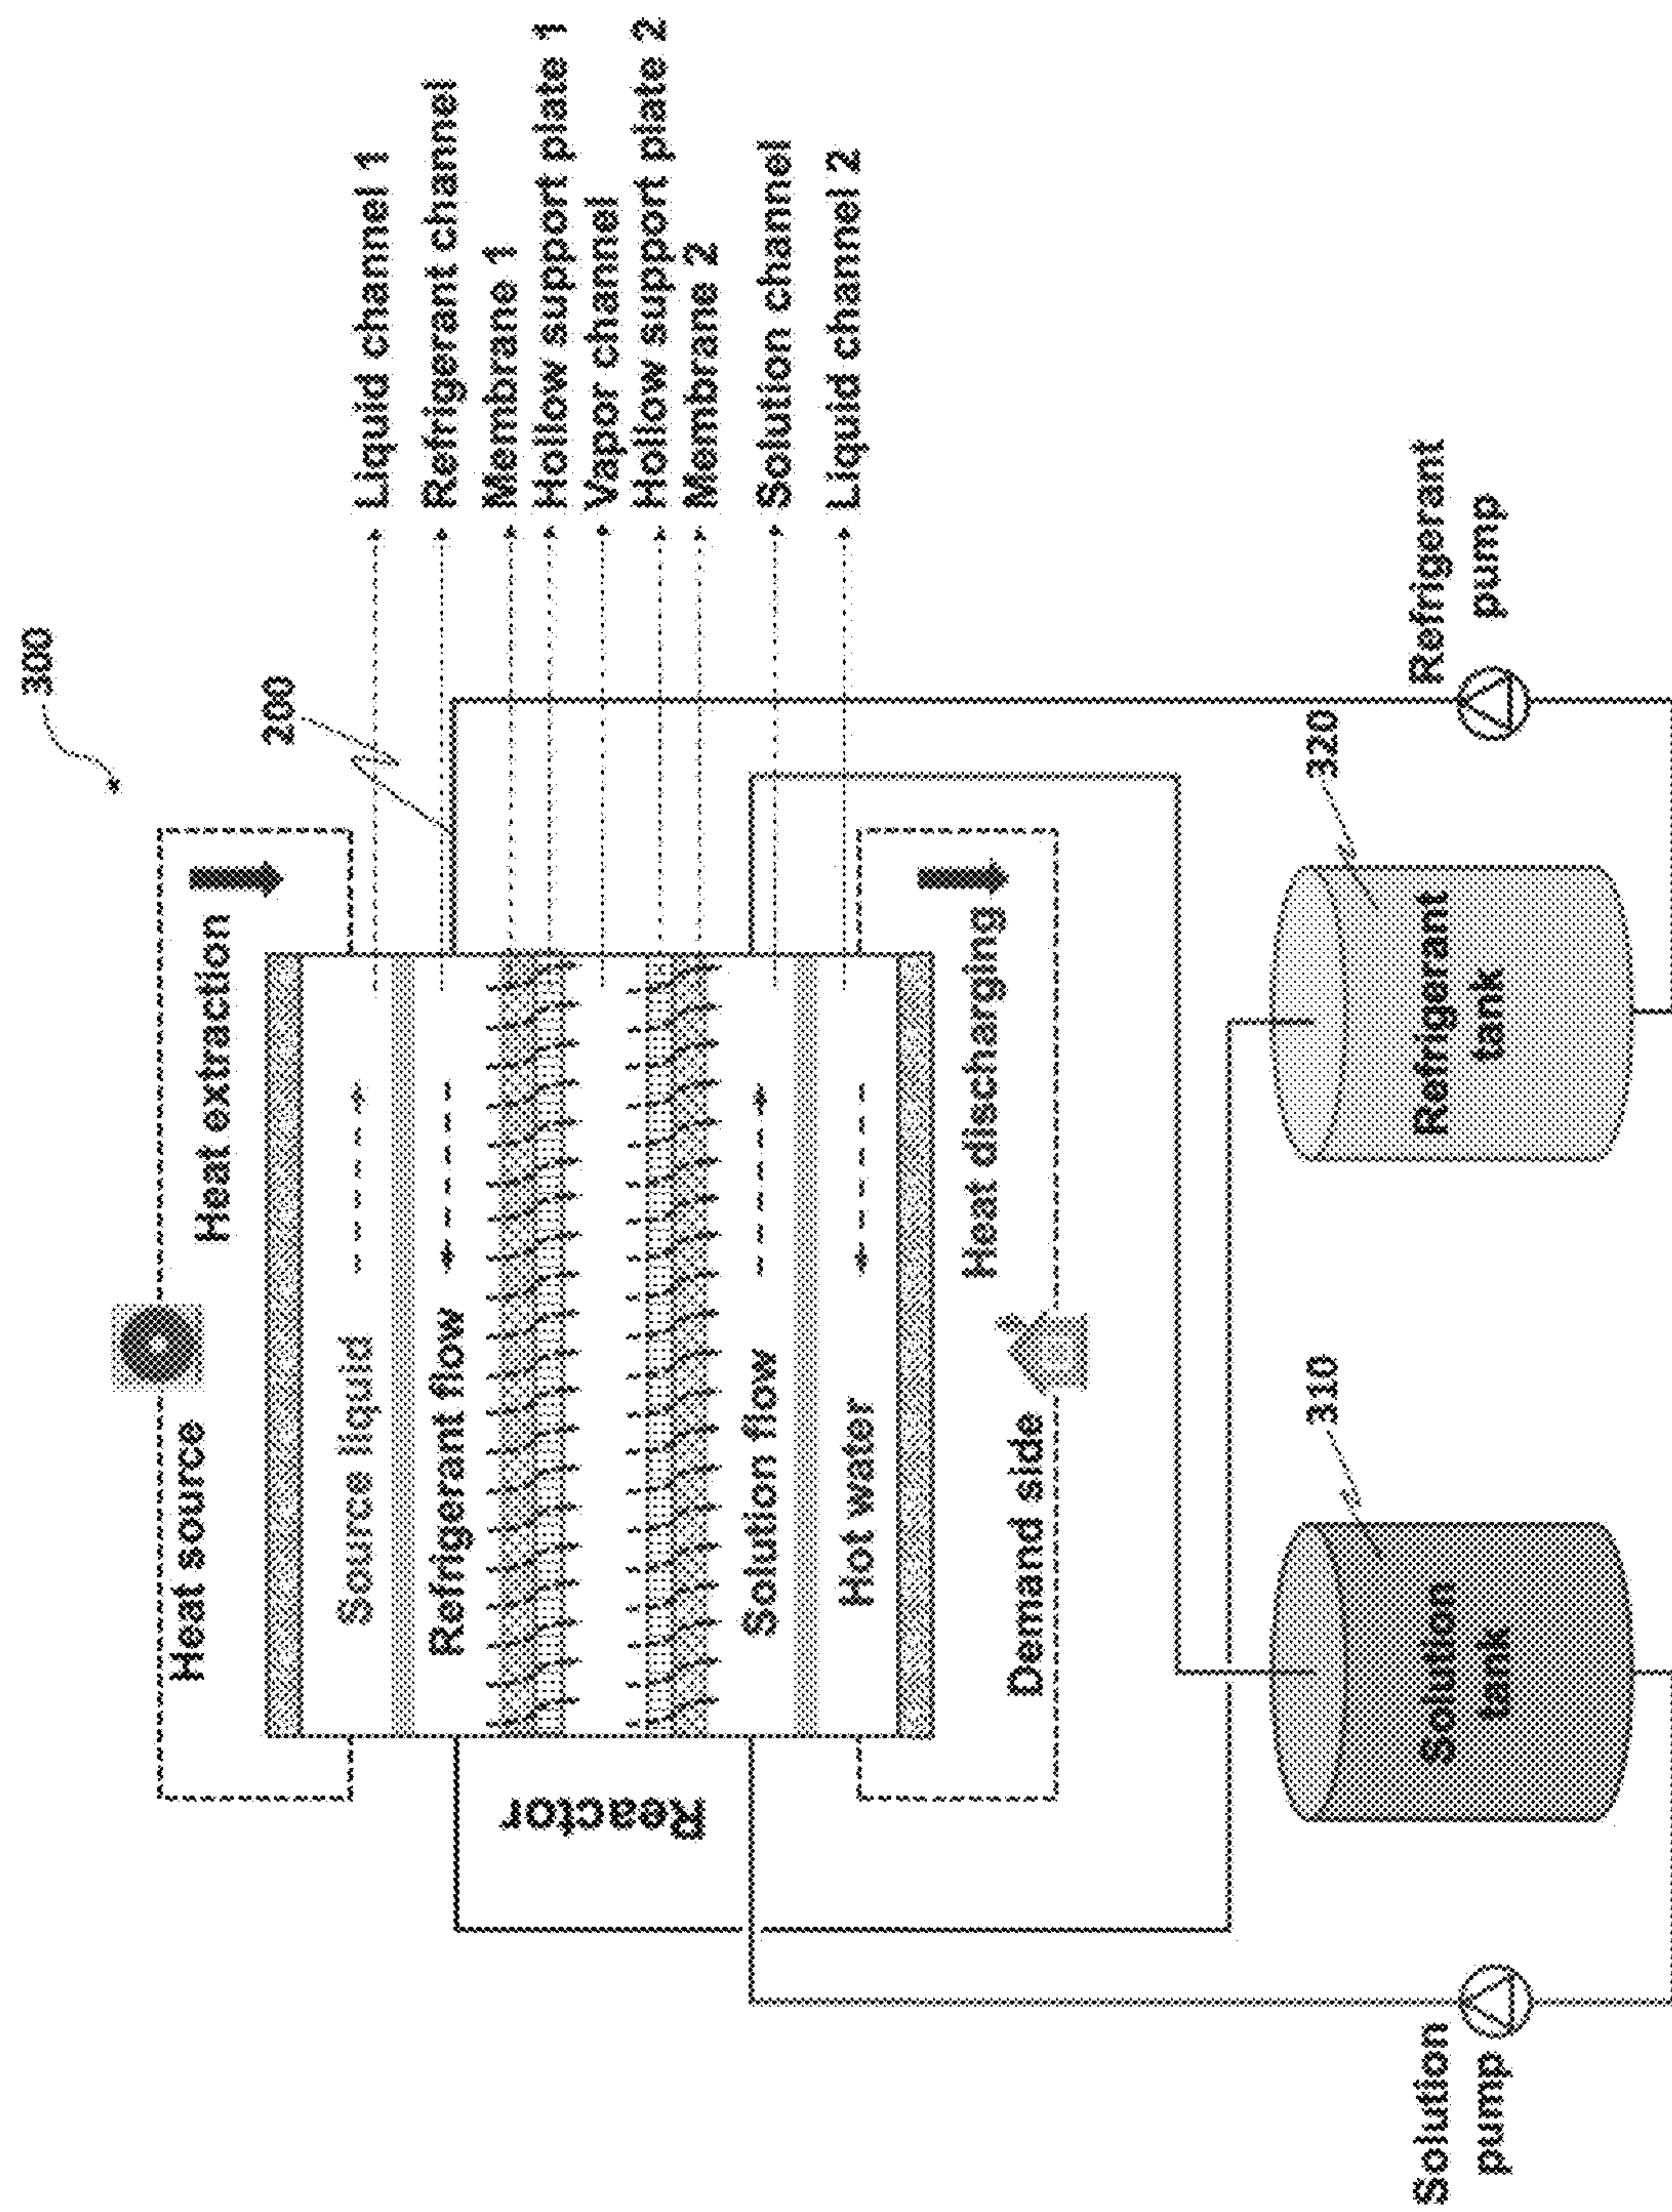 300
200
Heat source
Heat extraction
Source liquid
Refrigerant flow
Reactor
Solution flow
Hot water
Demand side
Heat discharging
Liquid channel 1
Refrigerant channel
Membrane 1
Hollow support plate 1
Vapor channel
Hollow support plate 2
Membrane 2
Solution channel
Liquid channel 2
310
320
Solution
tank
Refrigerant
tank
Solution
pump
Refrigerant
pump